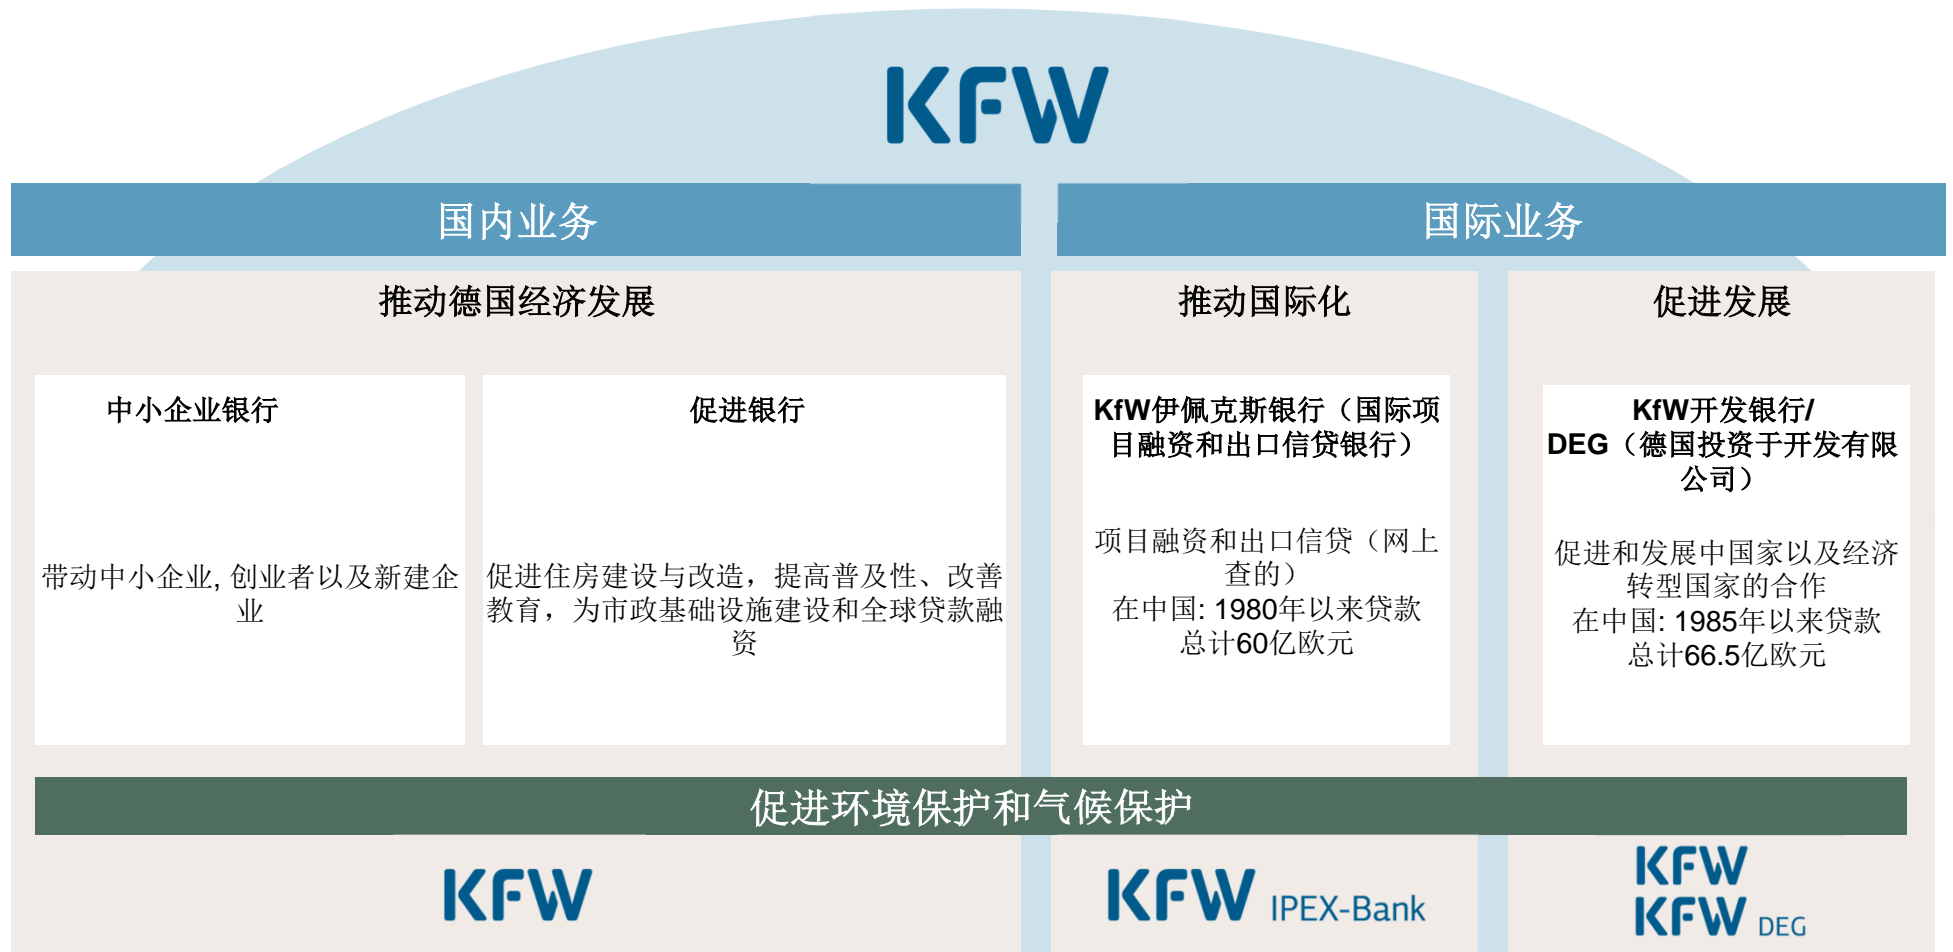 KFW
国内业务
国际业务
推动德国经济发展
推动国际化
促进发展
中小企业银行
带动中小企业, 创业者以及新建企
业
促进银行
促进住房建设与改造，提高普及性、改善
教育，为市政基础设施建设和全球贷款融
资
KfW伊佩克斯银行（国际项
目融资和出口信贷银行）
项目融资和出口信贷（网上
查的）
在中国: 1980年以来贷款
总计60亿欧元
KfW开发银行/
DEG（德国投资于开发有限
公司）
促进和发展中国家以及经济
转型国家的合作
在中国: 1985年以来贷款
总计66.5亿欧元
促进环境保护和气候保护
KFW
KFW IPEX-Bank
KFW
KFW DEG